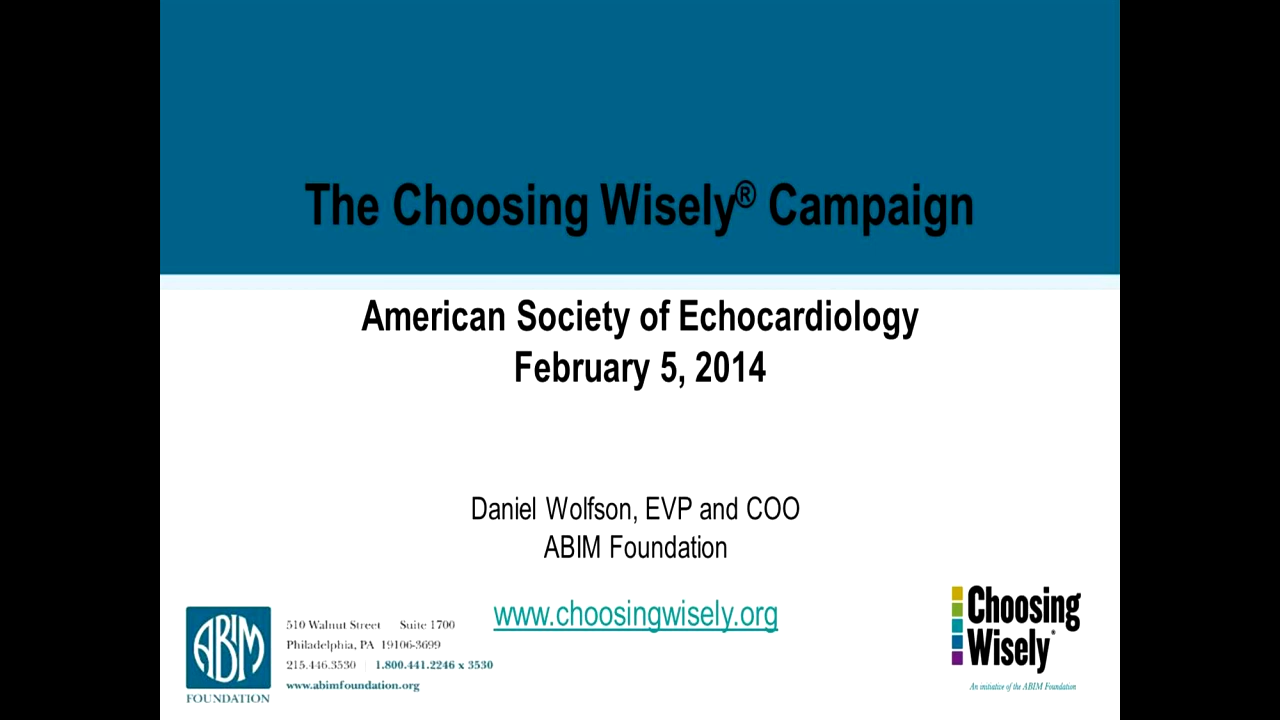 The Choosing Wisely® Campaign
American Society of Echocardiology
February 5, 2014
Daniel Wolfson, EVP and COO
ABIM Foundation
www.choosingwisely.org
ABIM
FOUNDATION
510 Walnut Street Suite 1700
Philadelphia, PA 19106-3699
215.446.3530 | 1.800.441.2246 x 3530
www.abimfoundation.org
Choosing
Wisely®
An initiative of the ABIM Foundation